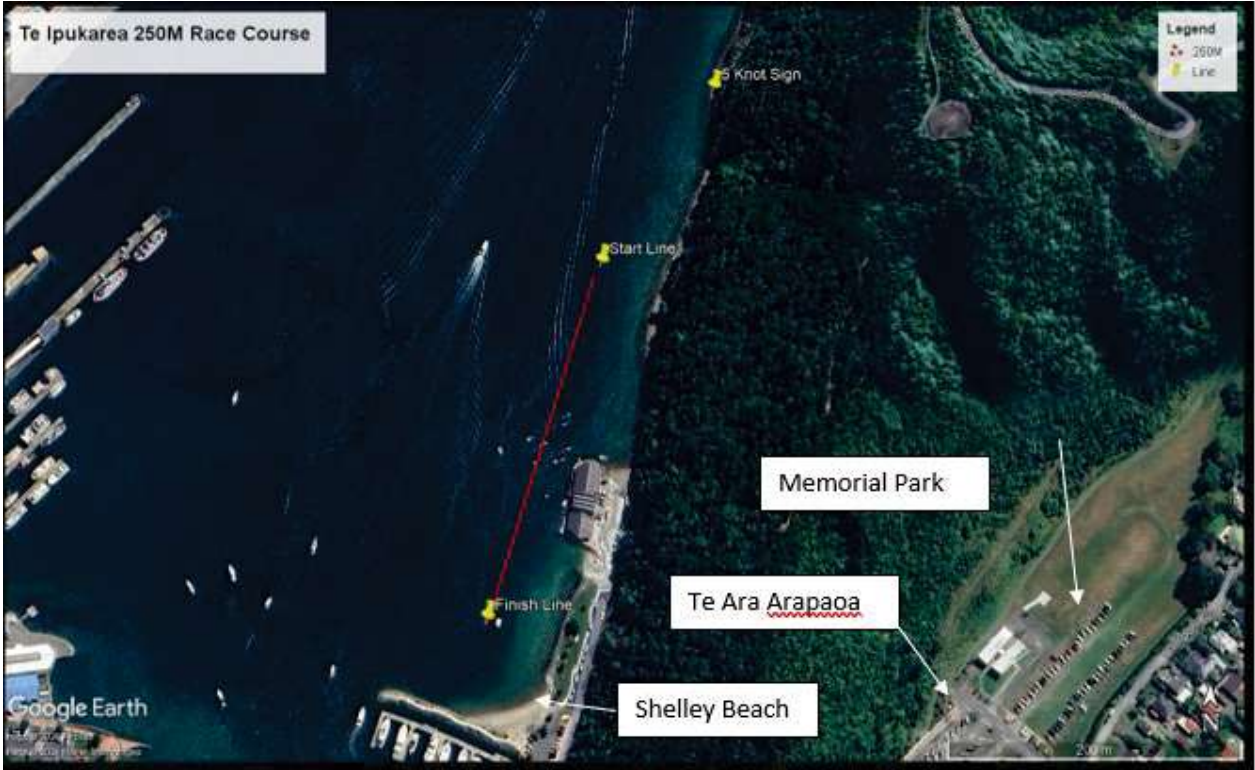 Te Ipukarea 250M Race Course
Legend
250M
Line
5 Knot Sign
Start Line
Memorial Park
Te Ara Arapaoa
Finish Line
Shelley Beach
Google Earth
200 m